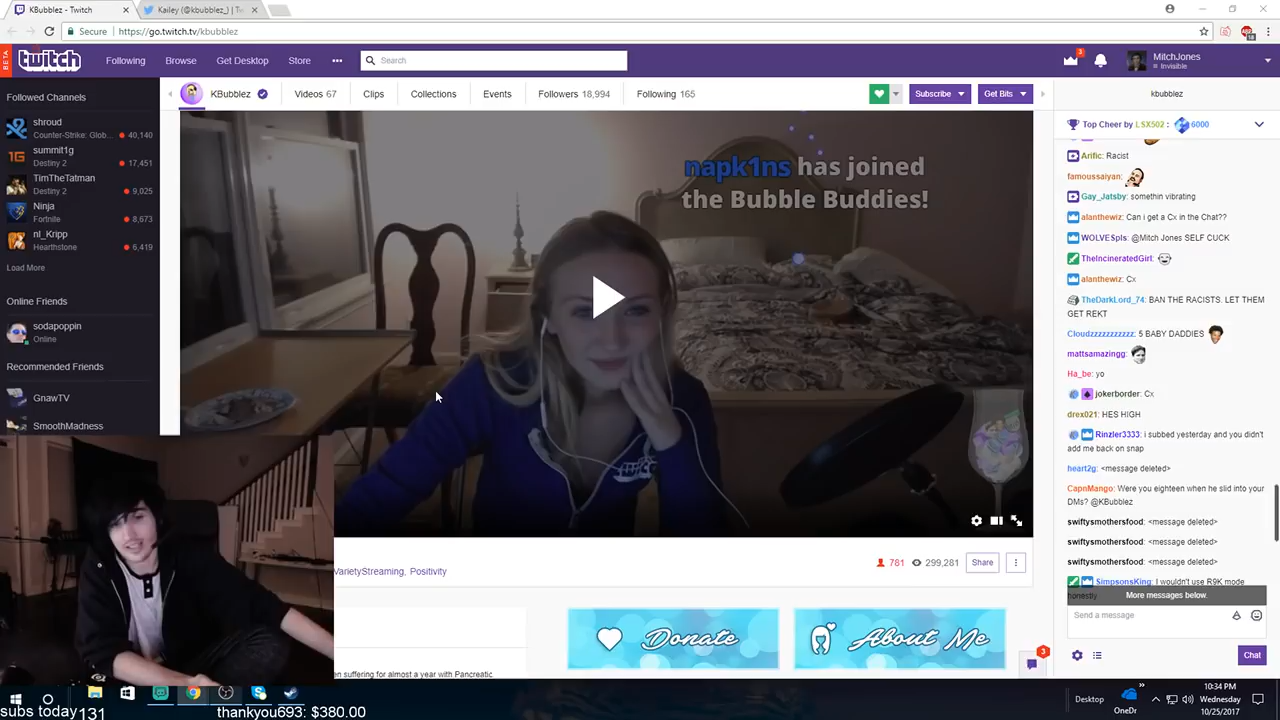 KBubblez - Twitch
Kailey (@kbubblez_) | Tw
Secure
https://go.twitch.tv/kbubblez
BETA
twitch
Following
Browse
Get Desktop
Store
Search
3
MitchJones
Invisible
Followed Channels
shroud
Counter-Strike: Glob...
40,140
summit1g
Destiny 2
17,451
TimTheTatman
Destiny 2
9,025
Ninja
Fortnite
8,673
nl_Kripp
Hearthstone
6,419
Load More
Online Friends
sodapoppin
Online
Recommended Friends
GnawTV
SmoothMadness
KBubblez
Videos 67
Clips
Collections
Events
Followers 18,994
Following 165
Subscribe
Get Bits
napk1ns has joined
the Bubble Buddies!
781
299,281
Share
VarietyStreaming, Positivity
Donate
About Me
en suffering for almost a year with Pancreatic
kbubblez
Top Cheer by LSX502 : 6000
Arific: Racist
famoussaiyan:
Gay_Jatsby: somethin vibrating
alanthewiz: Can i get a Cx in the Chat??
WOLVESpls: @Mitch Jones SELF CUCK
TheIncineratedGirl:
alanthewiz: Cx
TheDarkLord_74: BAN THE RACISTS. LET THEM
GET REKT
Cloudzzzzzzzzzzz: 5 BABY DADDIES
mattsamazingg:
Ha_be: yo
jokerborder: Cx
drex021: HES HIGH
Rinzler3333: i subbed yesterday and you didn't
add me back on snap
heart2g: <message deleted>
CapnMango: Were you eighteen when he slid into your
DMs? @KBubblez
swiftysmothersfood: <message deleted>
swiftysmothersfood: <message deleted>
swiftysmothersfood: <message deleted>
SimpsonsKing: I wouldn't use R9K mode
honestly
More messages below.
Send a message
Chat
3
subs today 131
thankyou693: $380.00
Desktop
OneDr
10:34 PM
Wednesday
10/25/2017